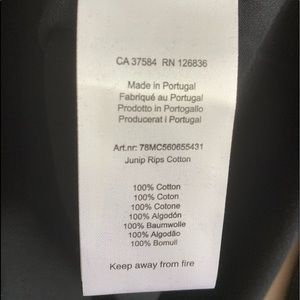 CA 37584 RN 126836
Made in Portugal
Fabriqué au Portugal
Prodotto in Portogallo
Producerat i Portugal
Art.nr: 78MC560655431
Junip Rips Cotton
100% Cotton
100% Coton
100% Cotone
100% Algodón
100% Baumwolle
100% Algodão
100% Bomull
Keep away from fire